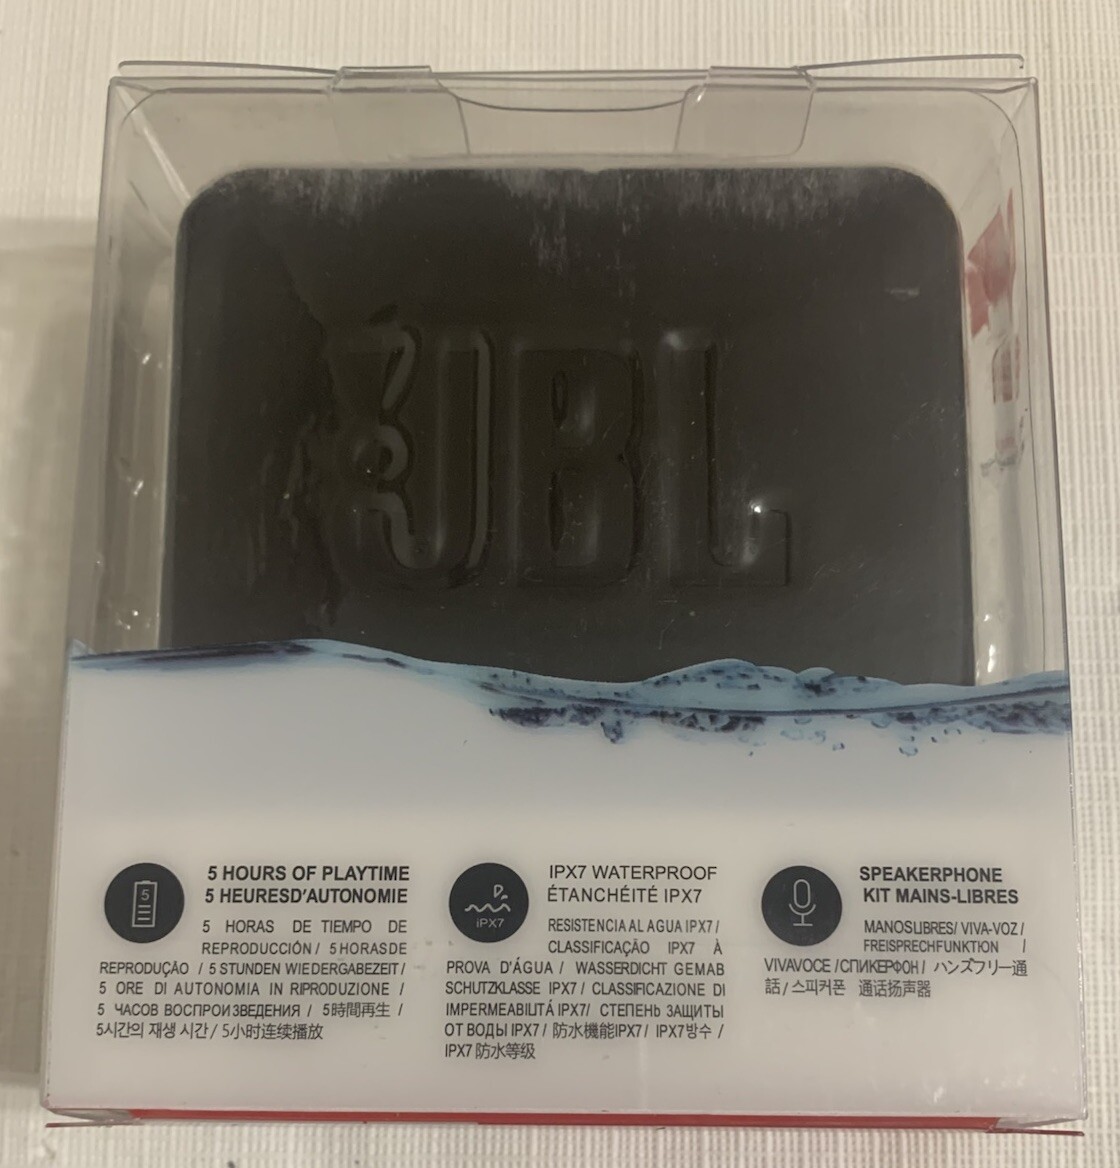 JBL
5
5 HOURS OF PLAYTIME
5 HEURESD'AUTONOMIE
5 HORAS DE TIEMPO DE
REPRODUCCIÓN / 5 HORAS DE
REPRODUÇÃO / 5 STUNDEN WIEDERGABEZEIT /
5 ORE DI AUTONOMIA IN RIPRODUZIONE /
5 ЧАСОВ ВОСПРОИЗВЕДЕНИЯ / 5時間再生 /
5시간의 재생 시간 / 5小时连续播放
IPX7
IPX7 WATERPROOF
ÉTANCHÉITÉ IPX7
RESISTENCIA AL AGUA IPX7 /
CLASSIFICAÇÃO IPX7 À
PROVA D'ÁGUA / WASSERDICHT GEMAB
SCHUTZKLASSE IPX7 / CLASSIFICAZIONE DI
IMPERMEABILITÁ IPX7/ СТЕПЕНЬ ЗАЩИТЫ
ОТ ВОДЫ IPX7 / 防水機能IPX7/ IPX7 방수 /
IPX7 防水等级
SPEAKERPHONE
KIT MAINS-LIBRES
MANOSLIBRES/ VIVA-VOZ /
FREISPRECHFUNKTION /
VIVAVOCE /СПИКЕРФОН / ハンズフリー通
話 / 스피커폰 通话扬声器